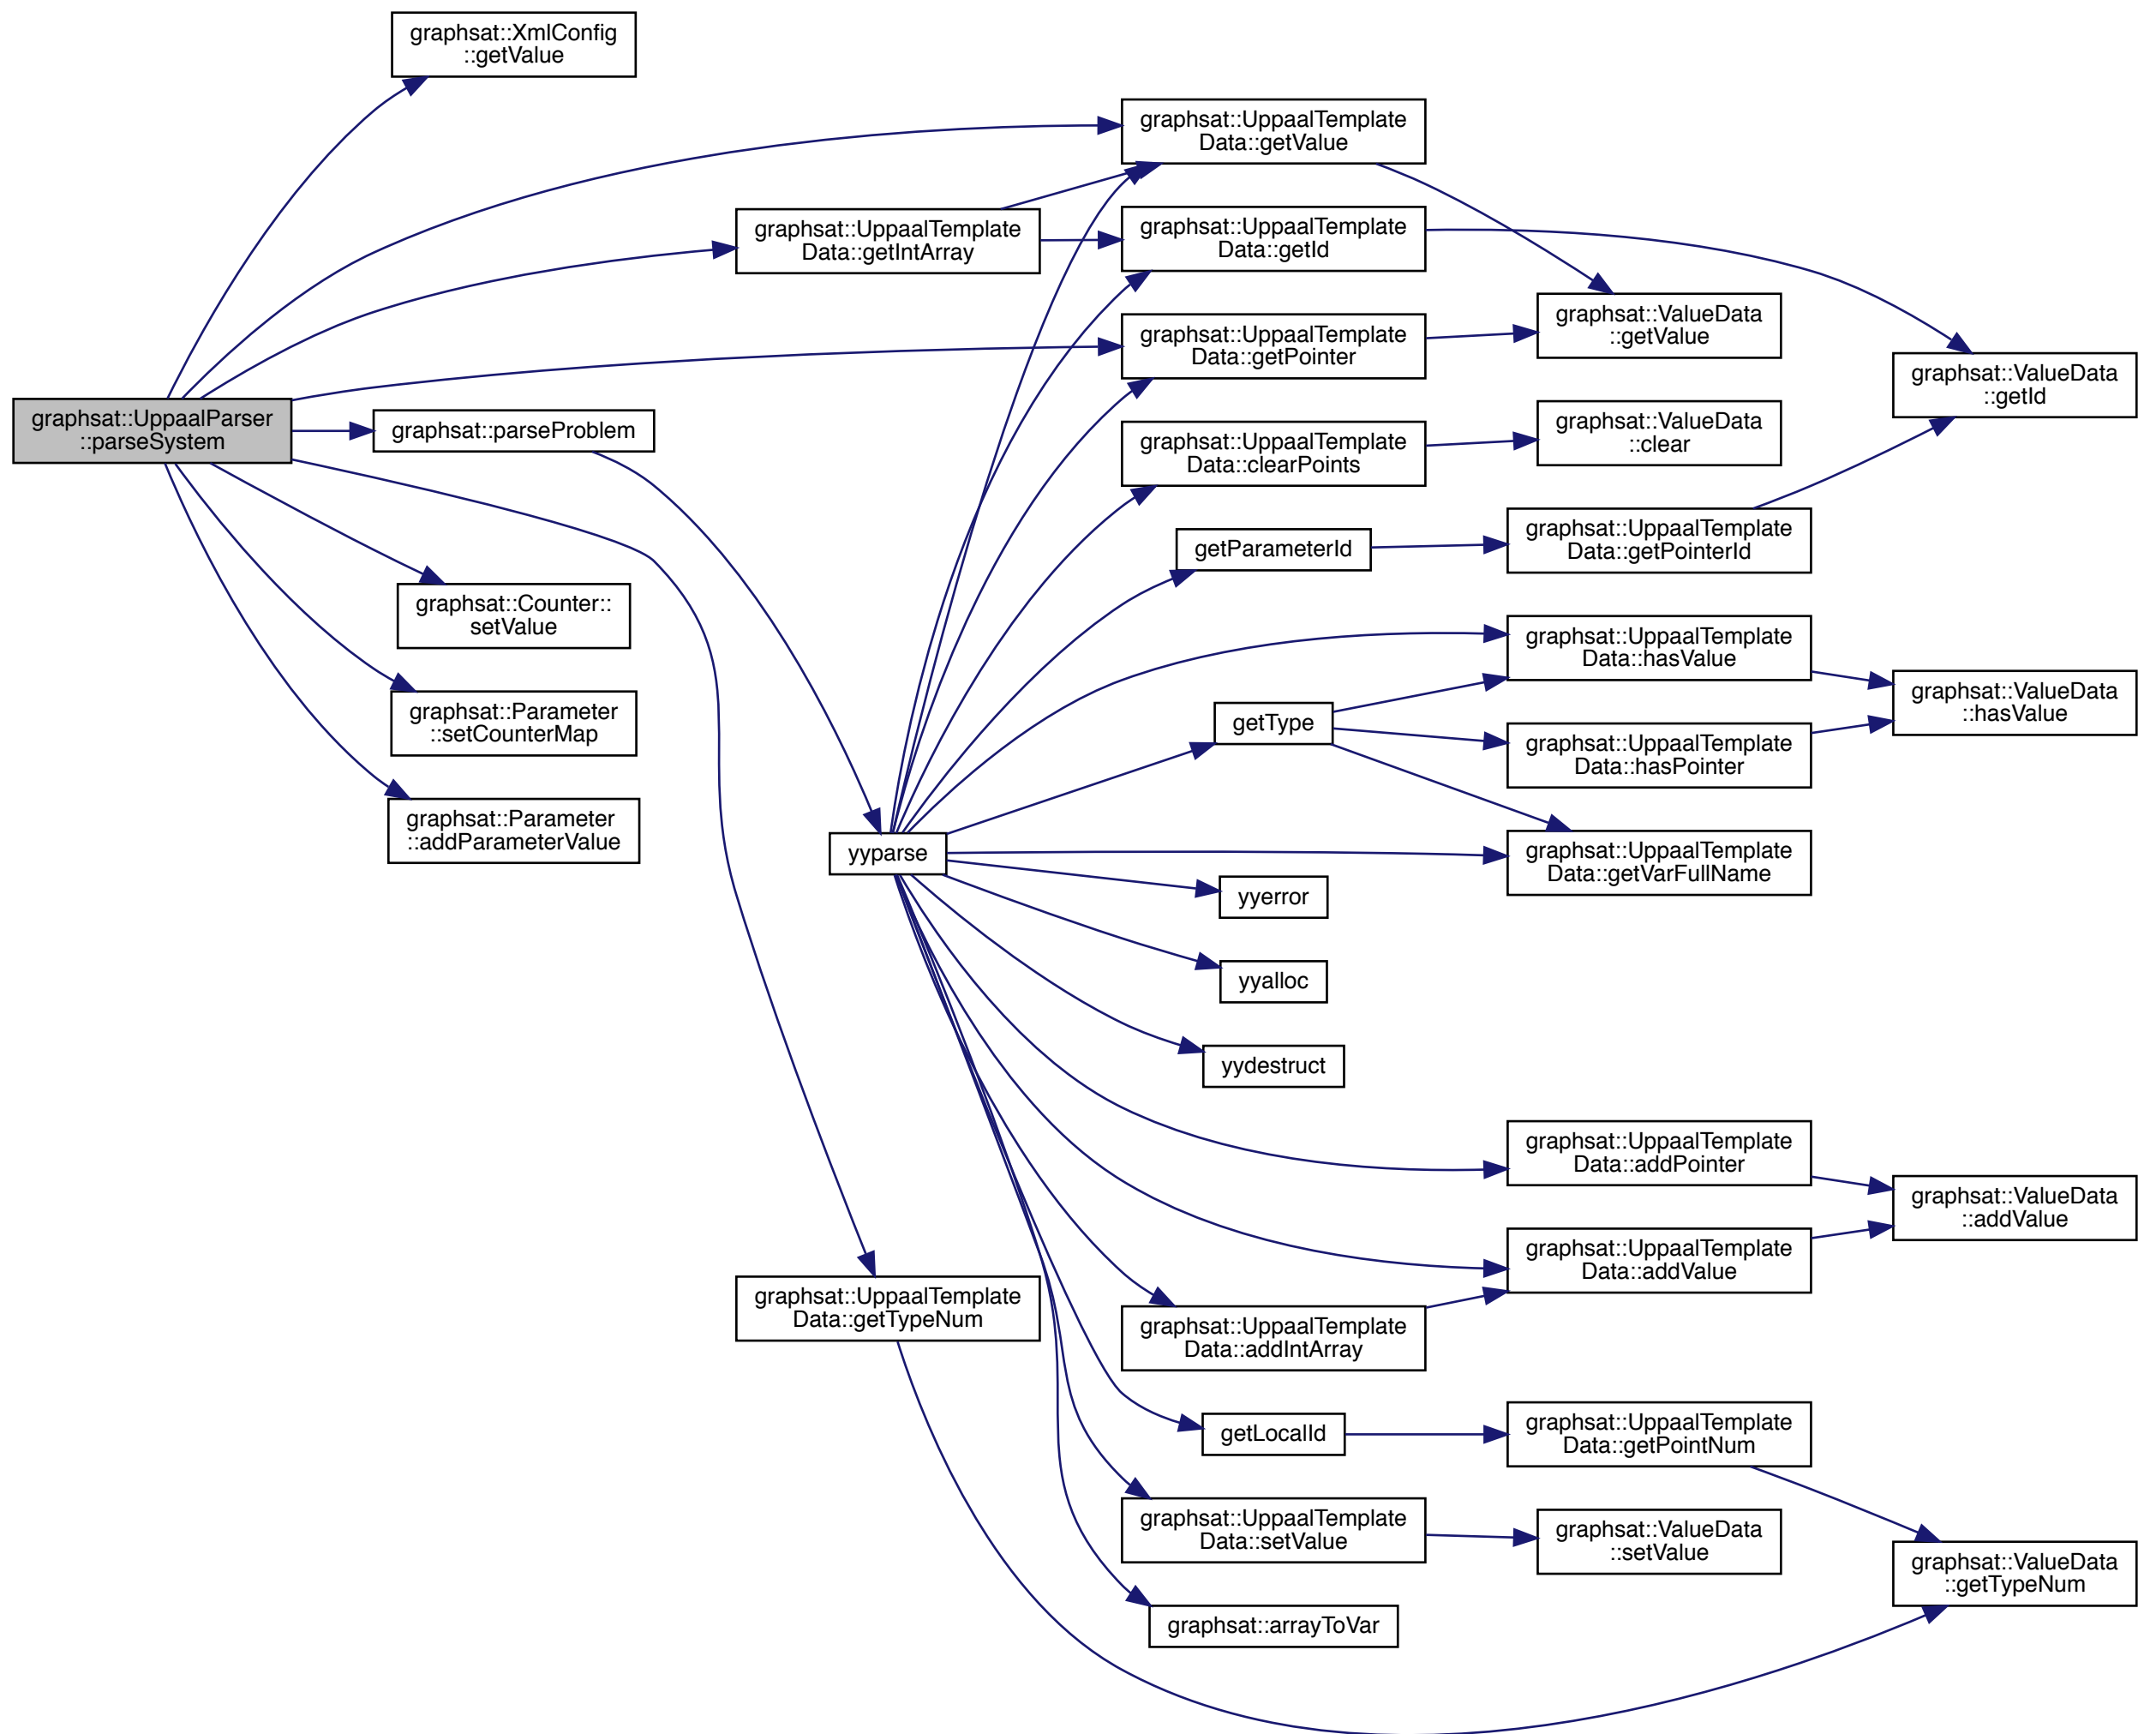 graphsat::XmlConfig
::getValue
graphsat::UppaalTemplate
Data::getValue
graphsat::UppaalTemplate
Data::getIntArray
graphsat::UppaalTemplate
Data::getId
graphsat::ValueData
::getValue
graphsat::UppaalTemplate
Data::getPointer
graphsat::ValueData
::getId
graphsat::UppaalParser
::parseSystem
graphsat::parseProblem
graphsat::UppaalTemplate
Data::clearPoints
graphsat::ValueData
::clear
getParameterId
graphsat::UppaalTemplate
Data::getPointerId
graphsat::Counter::
setValue
graphsat::UppaalTemplate
Data::hasValue
graphsat::ValueData
::hasValue
graphsat::Parameter
::setCounterMap
getType
graphsat::UppaalTemplate
Data::hasPointer
graphsat::Parameter
::addParameterValue
yyparse
graphsat::UppaalTemplate
Data::getVarFullName
yyerror
yyalloc
yydestruct
graphsat::UppaalTemplate
Data::addPointer
graphsat::ValueData
::addValue
graphsat::UppaalTemplate
Data::addValue
graphsat::UppaalTemplate
Data::getTypeNum
graphsat::UppaalTemplate
Data::addIntArray
getLocalId
graphsat::UppaalTemplate
Data::getPointNum
graphsat::UppaalTemplate
Data::setValue
graphsat::ValueData
::setValue
graphsat::ValueData
::getTypeNum
graphsat::arrayToVar